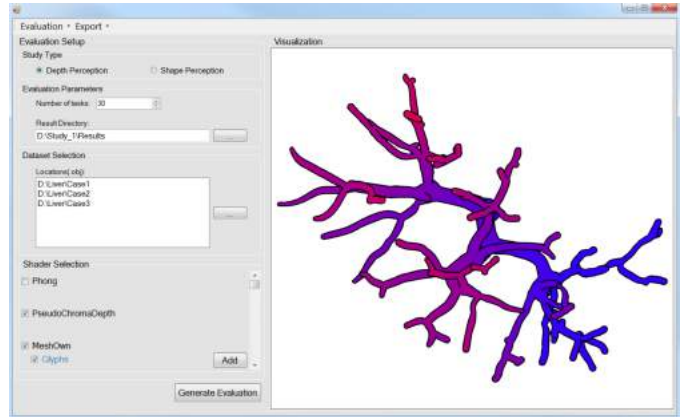 Evaluation Export
Evaluation Setup
Visualization
Study Type
Depth Perception Shape Perception
Evaluation Parameters
Number of tasks: 30
Result Directory:
D:\Study_1\Results ...
Dataset Selection
Locations(.obj)
D:\Liver\Case1
D:\Liver\Case2
D:\Liver\Case3
...
Shader Selection
Phong
PseudoChromaDepth
MeshOwn
Glyphs
Add
Generate Evaluation